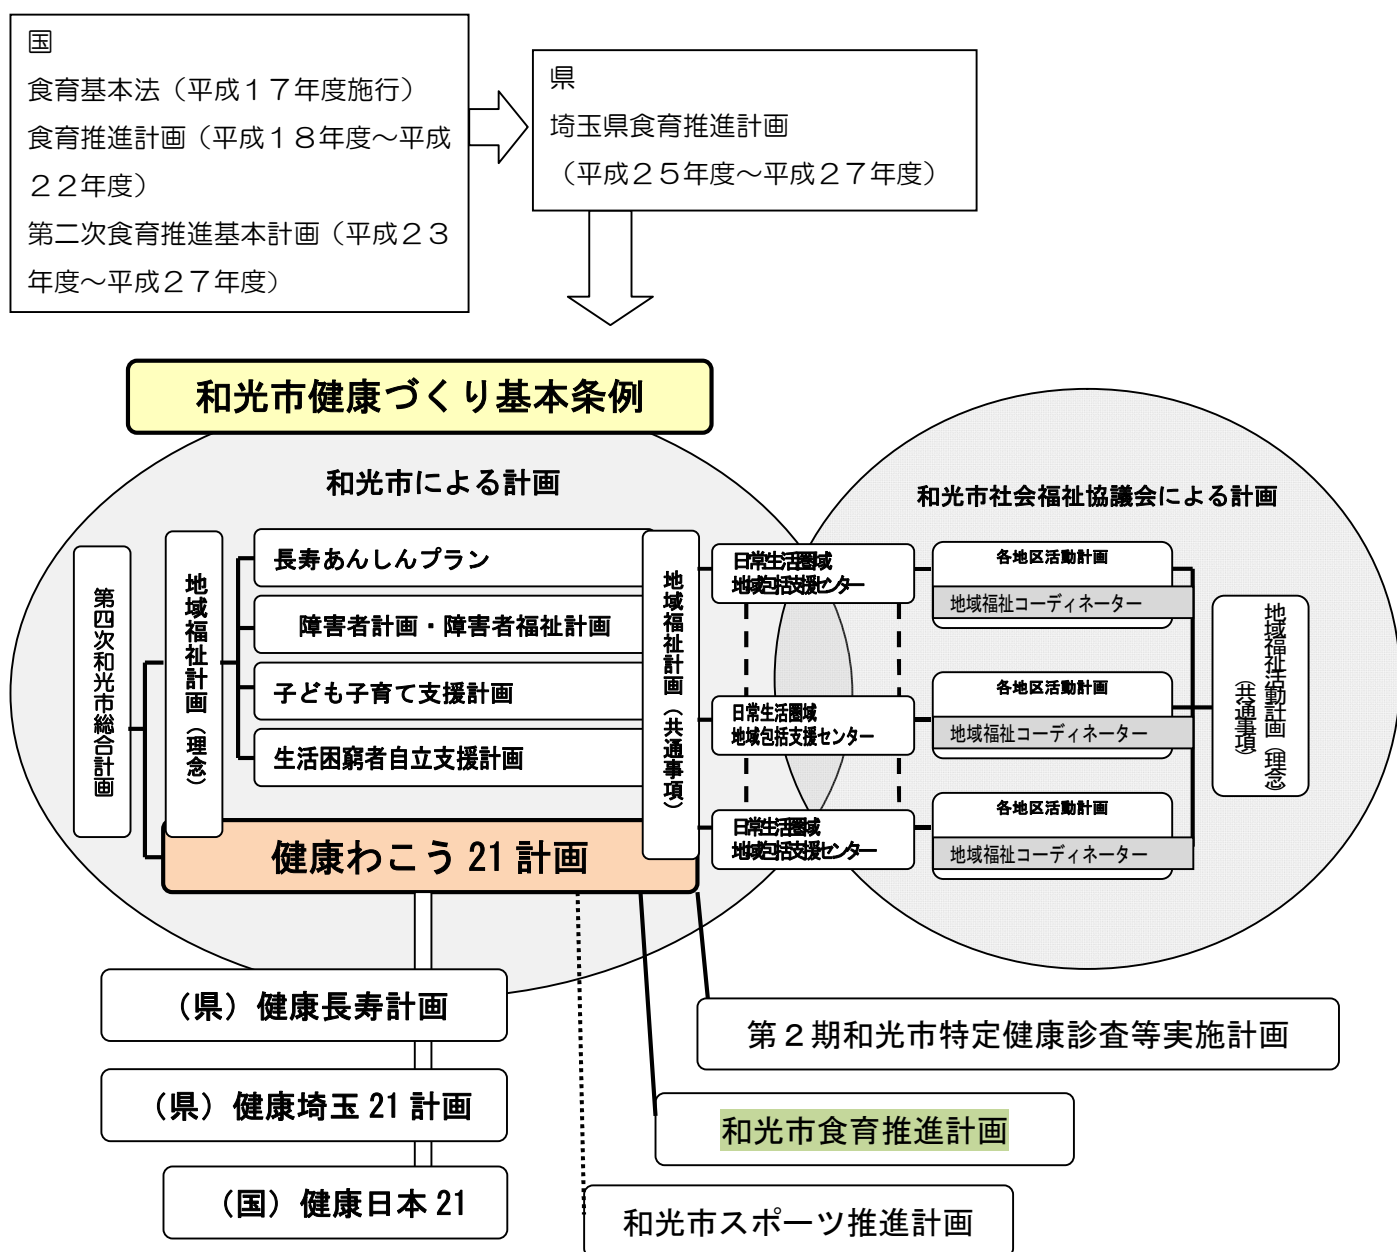 国
食育基本法（平成１７年度施行）
食育推進計画（平成１８年度～平成
２２年度）
第二次食育推進基本計画（平成２３
年度～平成２７年度）
県
埼玉県食育推進計画
（平成２５年度～平成２７年度）
和光市健康づくり基本条例
和光市による計画
和光市社会福祉協議会による計画
第四次和光市総合計画
地域福祉計画（理念）
長寿あんしんプラン
障害者計画・障害者福祉計画
子ども子育て支援計画
生活困窮者自立支援計画
健康わこう 21 計画
地域福祉計画（共通事項）
日常生活圏域
地域包括支援センター
日常生活圏域
地域包括支援センター
日常生活圏域
地域包括支援センター
各地区活動計画
地域福祉コーディネーター
各地区活動計画
地域福祉コーディネーター
各地区活動計画
地域福祉コーディネーター
地域福祉活動計画（理念）
（共通事項）
（県）健康長寿計画
（県）健康埼玉 21 計画
（国）健康日本 21
第２期和光市特定健康診査等実施計画
和光市食育推進計画
和光市スポーツ推進計画